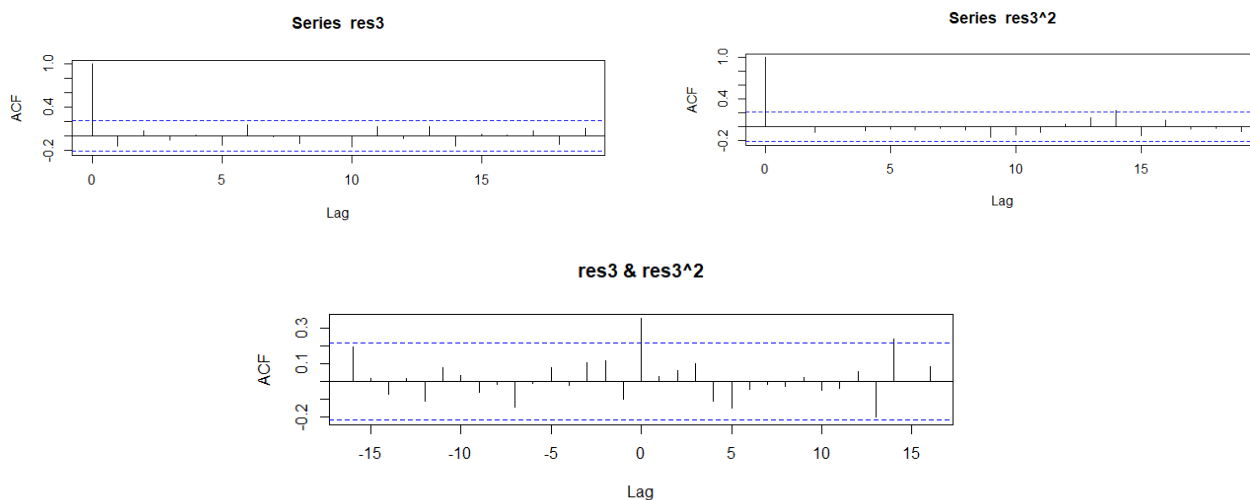 Series res3
ACF
-0.2 0.4 1.0
0 5 10 15
Lag
Series res3^2
ACF
-0.2 0.4 1.0
0 5 10 15
Lag
res3 & res3^2
ACF
-0.2 0.1 0.3
-15 -10 -5 0 5 10 15
Lag